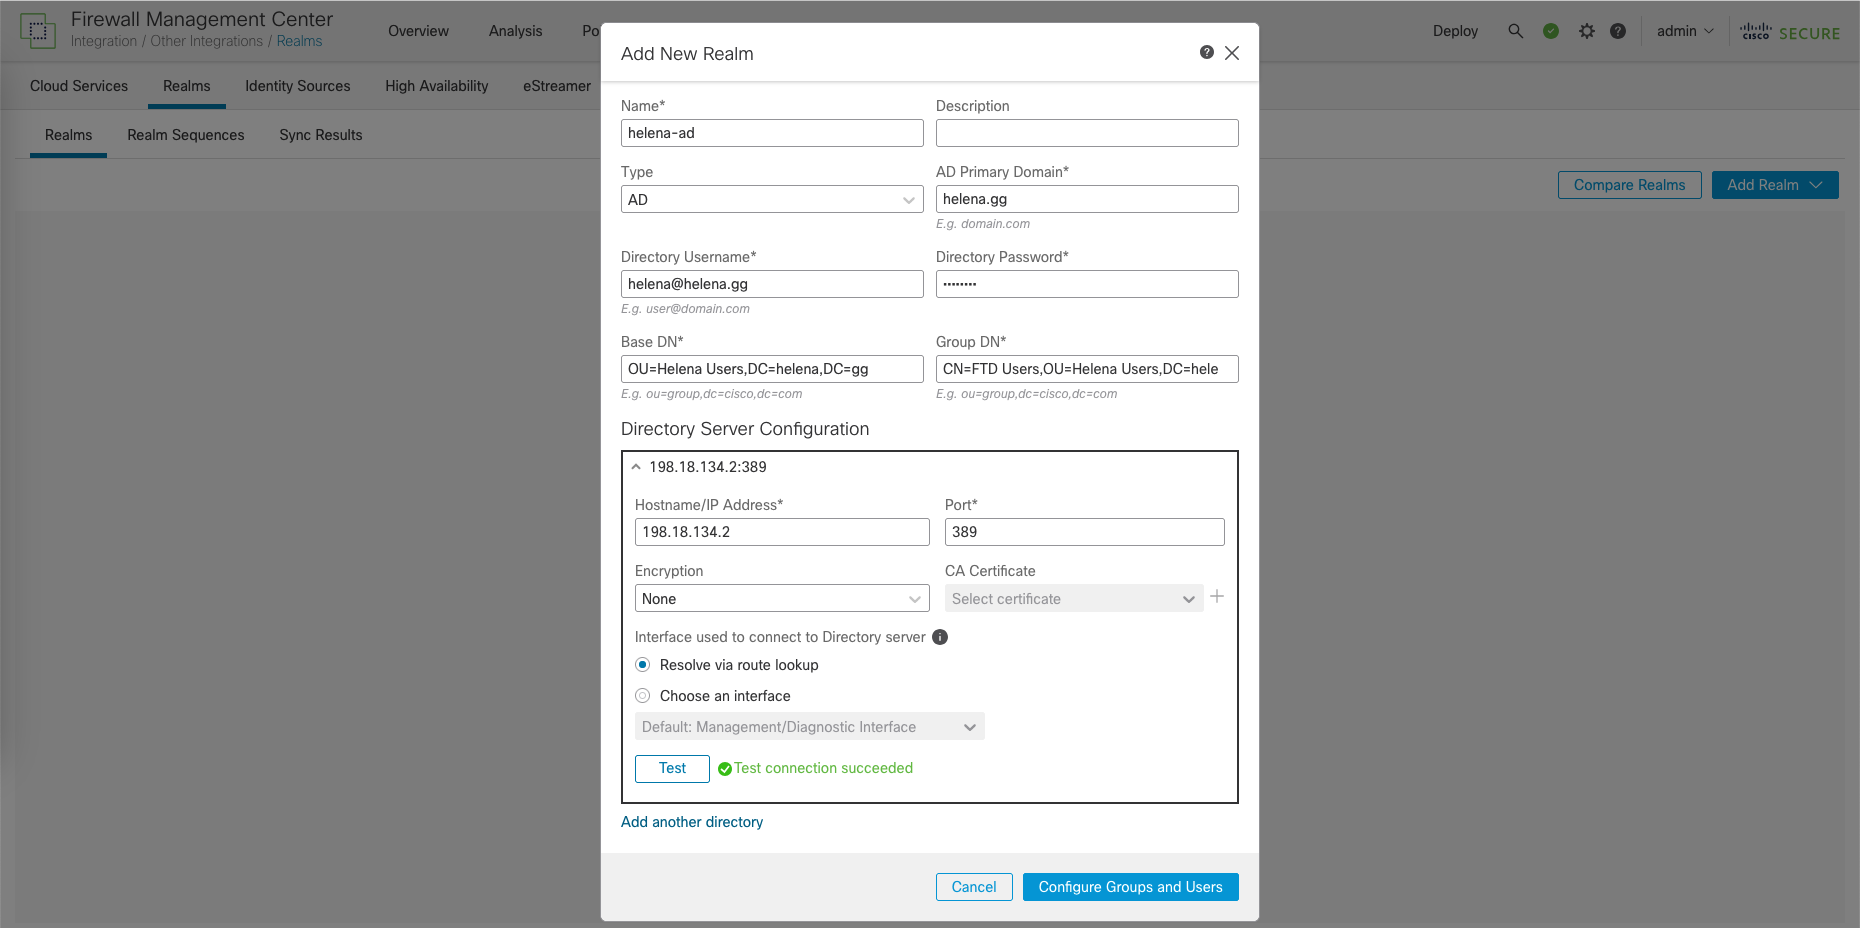 Firewall Management Center
Integration / Other Integrations / Realms
Overview
Analysis
Po
Deploy
admin
cisco SECURE
Cloud Services
Realms
Identity Sources
High Availability
eStreamer
Realms
Realm Sequences
Sync Results
Compare Realms
Add Realm
Add New Realm
Name*
Description
helena-ad
Type
AD Primary Domain*
AD
helena.gg
E.g. domain.com
Directory Username*
Directory Password*
helena@helena.gg
••••••••
E.g. user@domain.com
Base DN*
Group DN*
OU=Helena Users,DC=helena,DC=gg
CN=FTD Users,OU=Helena Users,DC=hele
E.g. ou=group,dc=cisco,dc=com
E.g. ou=group,dc=cisco,dc=com
Directory Server Configuration
198.18.134.2:389
Hostname/IP Address*
Port*
198.18.134.2
389
Encryption
CA Certificate
None
Select certificate
Interface used to connect to Directory server
Resolve via route lookup
Choose an interface
Default: Management/Diagnostic Interface
Test
Test connection succeeded
Add another directory
Cancel
Configure Groups and Users